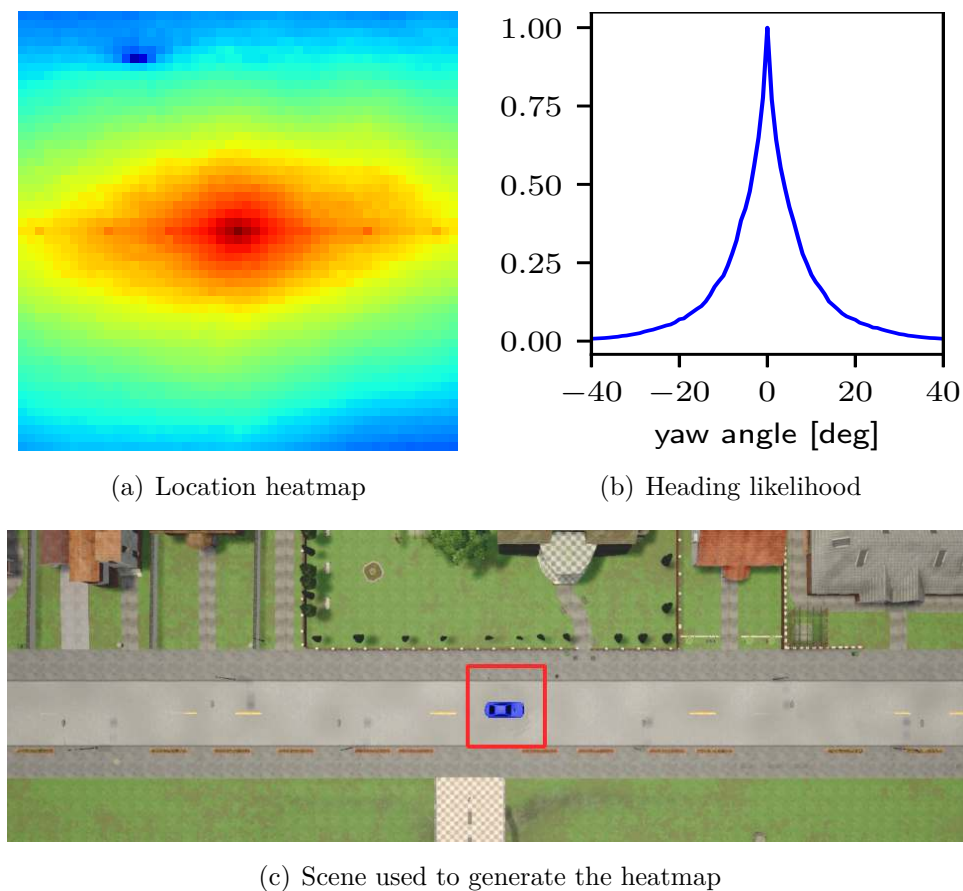 1.00
0.75
0.50
0.25
0.00
−40 −20 0 20 40
yaw angle [deg]
(a) Location heatmap
(b) Heading likelihood
(c) Scene used to generate the heatmap